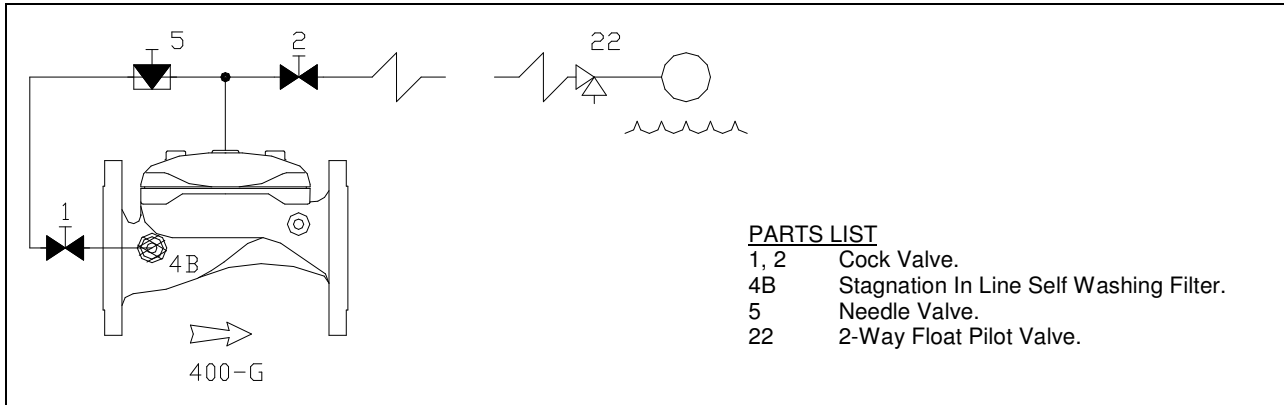 5
2
22
1
4B
400-G
PARTS LIST
1, 2 Cock Valve.
4B Stagnation In Line Self Washing Filter.
5 Needle Valve.
22 2-Way Float Pilot Valve.